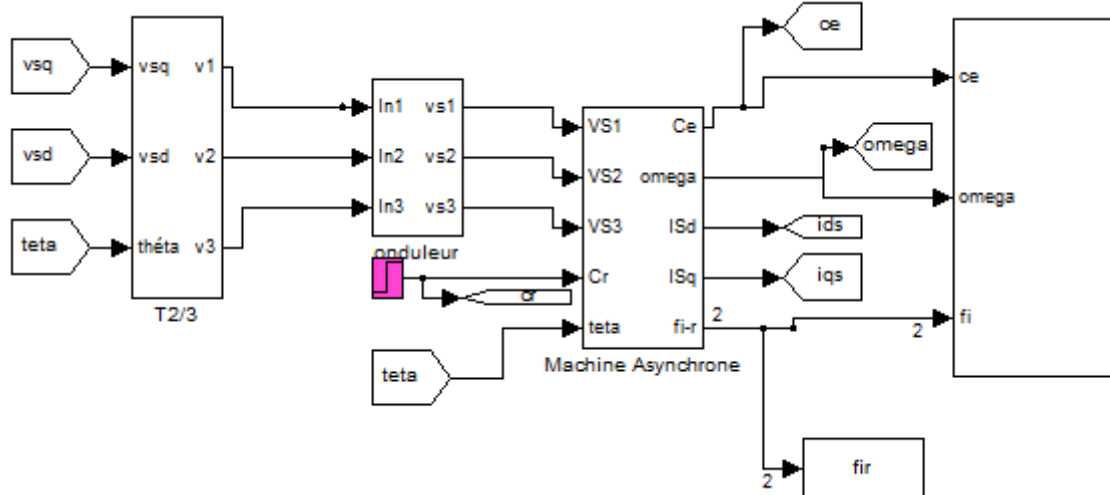 ce
vsq
vsq
v1
ce
In1
vs1
VS1
Ce
omega
vsd
vsd
v2
In2
vs2
VS2
omega
omega
teta
théta
v3
In3
vs3
VS3
ISd
ids
onduleur
Cr
ISq
iqs
cr
T2/3
teta
fi-r
2
2
fi
Machine Asynchrone
teta
fir
2